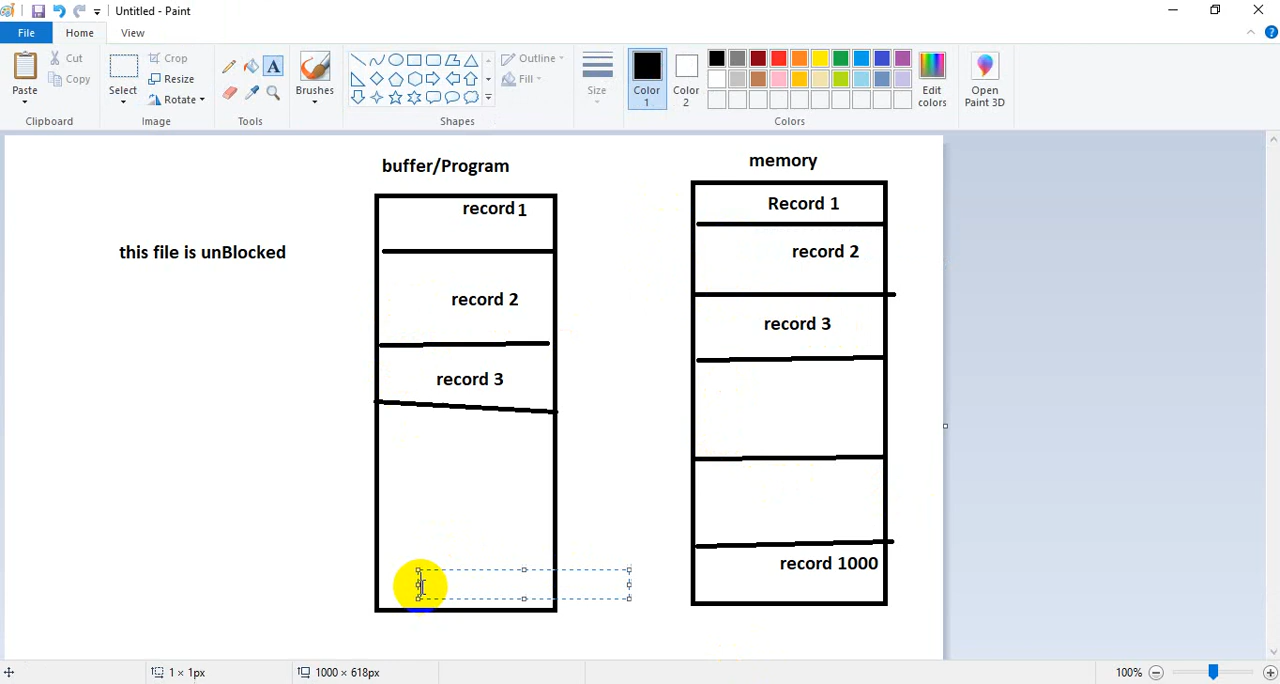 Untitled - Paint
File
Home
View
Paste
Cut
Copy
Clipboard
Select
Crop
Resize
Rotate
Image
Tools
Brushes
Outline
Fill
Shapes
Size
Color 1
Color 2
Edit colors
Colors
Open Paint 3D
buffer/Program
record 1
record 2
record 3
this file is unBlocked
memory
Record 1
record 2
record 3
record 1000
1 × 1px
1000 × 618px
100%